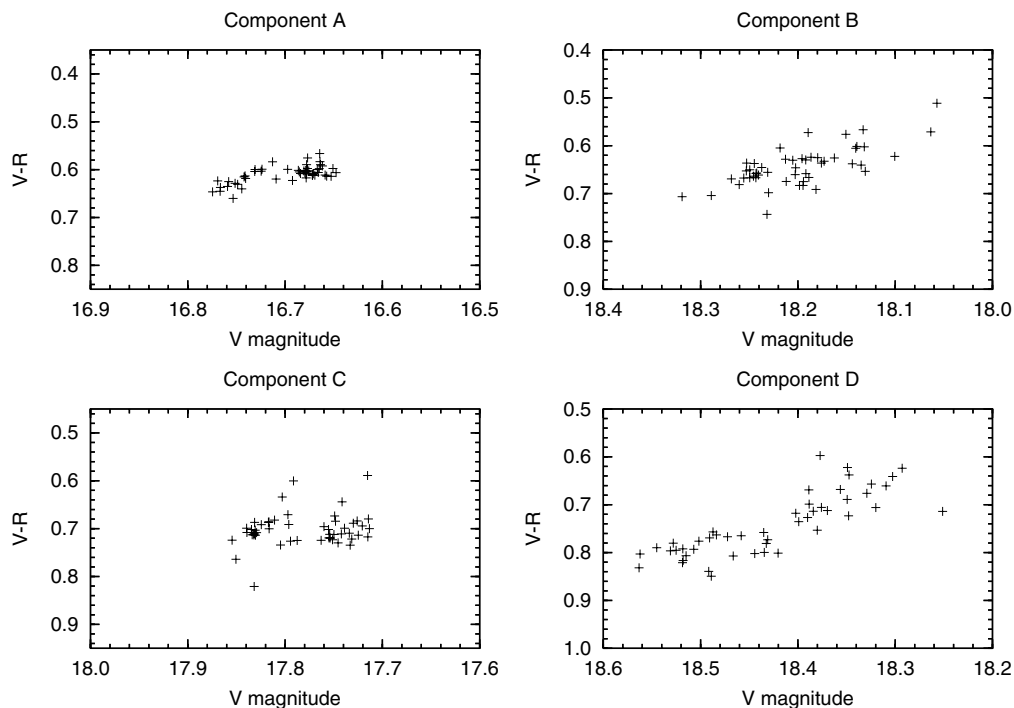 Component A
0.4
0.5
0.6
0.7
0.8
V-R
16.9 16.8 16.7 16.6 16.5
V magnitude
Component B
0.4
0.5
0.6
0.7
0.8
0.9
V-R
18.4 18.3 18.2 18.1 18.0
V magnitude
Component C
0.5
0.6
0.7
0.8
0.9
V-R
18.0 17.9 17.8 17.7 17.6
V magnitude
Component D
0.5
0.6
0.7
0.8
0.9
1.0
V-R
18.6 18.5 18.4 18.3 18.2
V magnitude